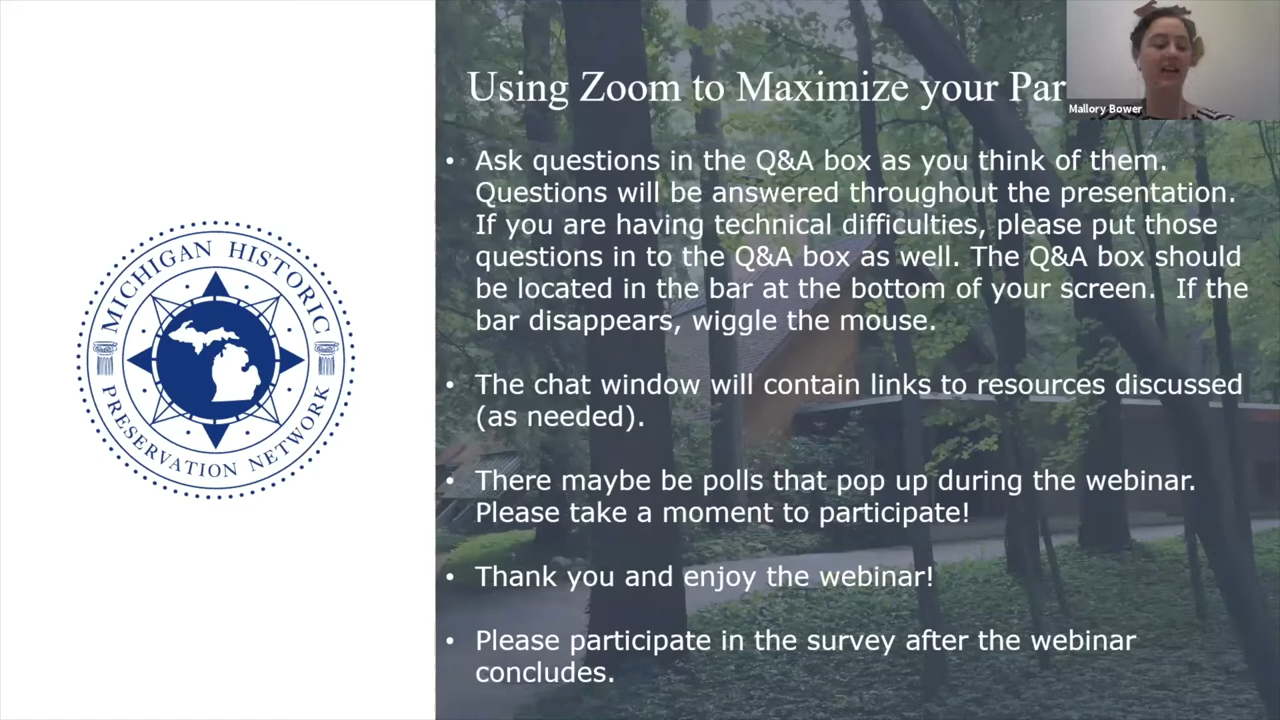 MICHIGAN HISTORIC
PRESERVATION NETWORK
Using Zoom to Maximize your Par
Mallory Bower
• Ask questions in the Q&A box as you think of them.
Questions will be answered throughout the presentation.
If you are having technical difficulties, please put those
questions in to the Q&A box as well. The Q&A box should
be located in the bar at the bottom of your screen.  If the
bar disappears, wiggle the mouse.
• The chat window will contain links to resources discussed
(as needed).
• There maybe be polls that pop up during the webinar.
Please take a moment to participate!
• Thank you and enjoy the webinar!
• Please participate in the survey after the webinar
concludes.